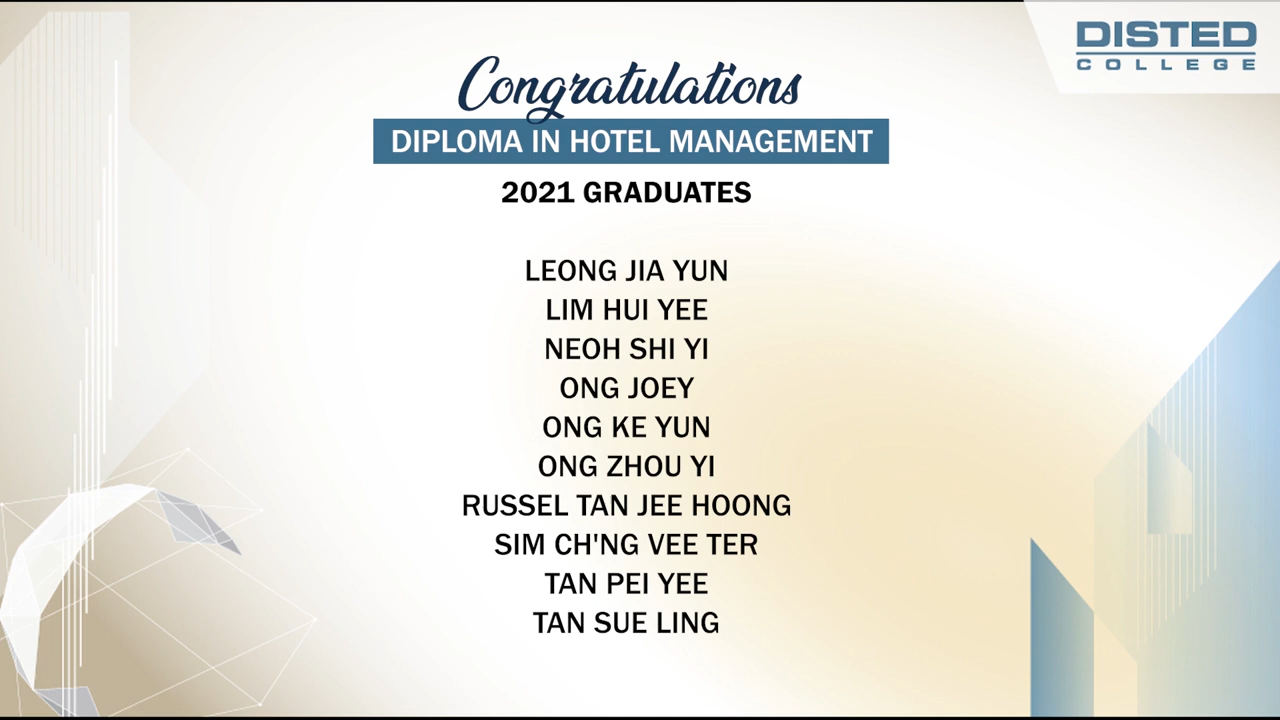 DISTED
COLLEGE
Congratulations
DIPLOMA IN HOTEL MANAGEMENT
2021 GRADUATES
LEONG JIA YUN
LIM HUI YEE
NEOH SHI YI
ONG JOEY
ONG KE YUN
ONG ZHOU YI
RUSSEL TAN JEE HOONG
SIM CH'NG VEE TER
TAN PEI YEE
TAN SUE LING